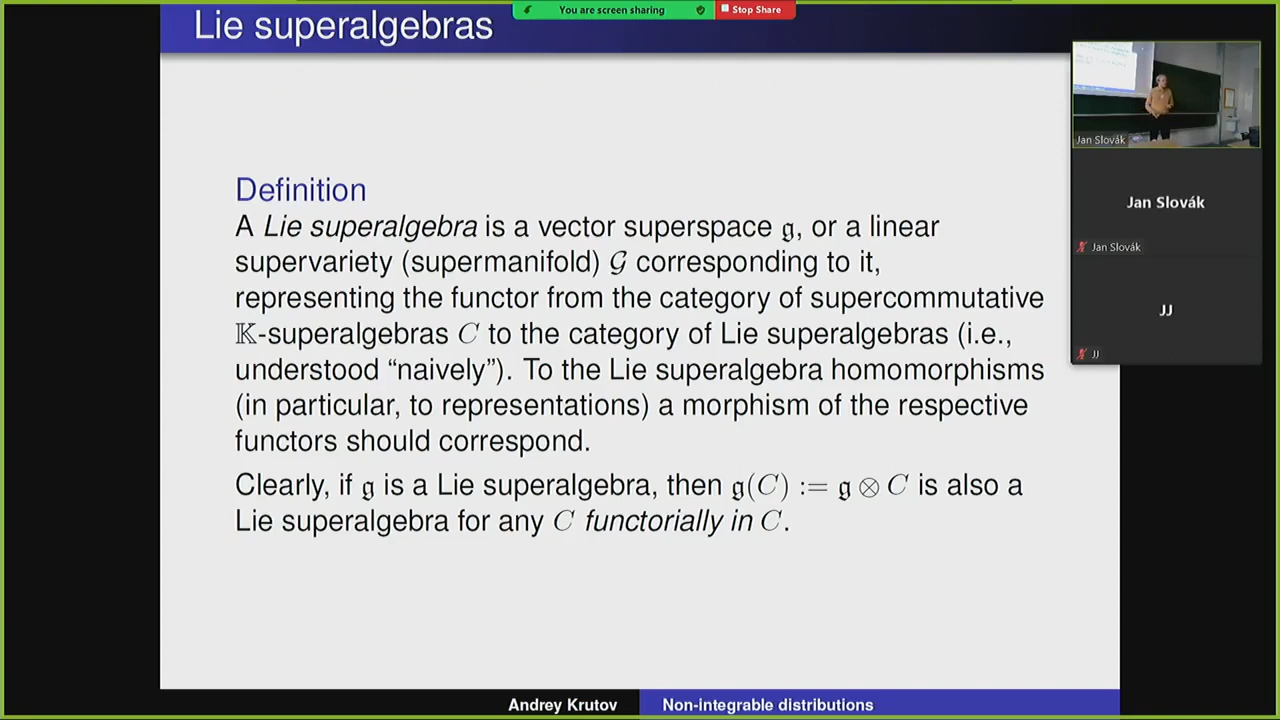 Lie superalgebras
You are screen sharing
Stop Share
Definition
A Lie superalgebra is a vector superspace 𝔤, or a linear
supervariety (supermanifold) 𝒢 corresponding to it,
representing the functor from the category of supercommutative
𝕂-superalgebras C to the category of Lie superalgebras (i.e.,
understood “naively”). To the Lie superalgebra homomorphisms
(in particular, to representations) a morphism of the respective
functors should correspond.
Clearly, if 𝔤 is a Lie superalgebra, then 𝔤(C) := 𝔤 ⊗ C is also a
Lie superalgebra for any C functorially in C.
Jan Slovák
Jan Slovák
Jan Slovák
JJ
JJ
Andrey Krutov
Non-integrable distributions